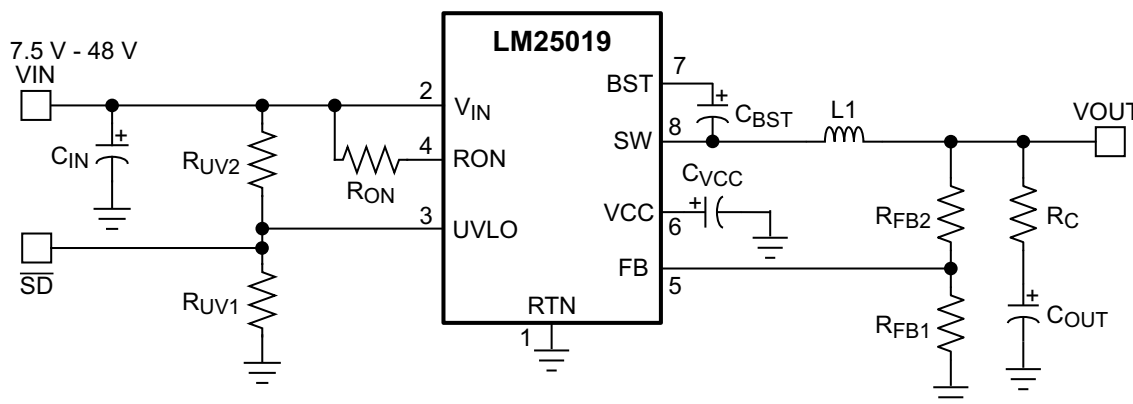 LM25019
7.5 V - 48 V
VIN
2
VIN
BST
7
CBST
L1
VOUT
SW
8
CIN
RUV2
RON
4
RON
CVCC
3
UVLO
VCC
6
RFB2
RC
SD
FB
5
RUV1
RTN
1
RFB1
COUT